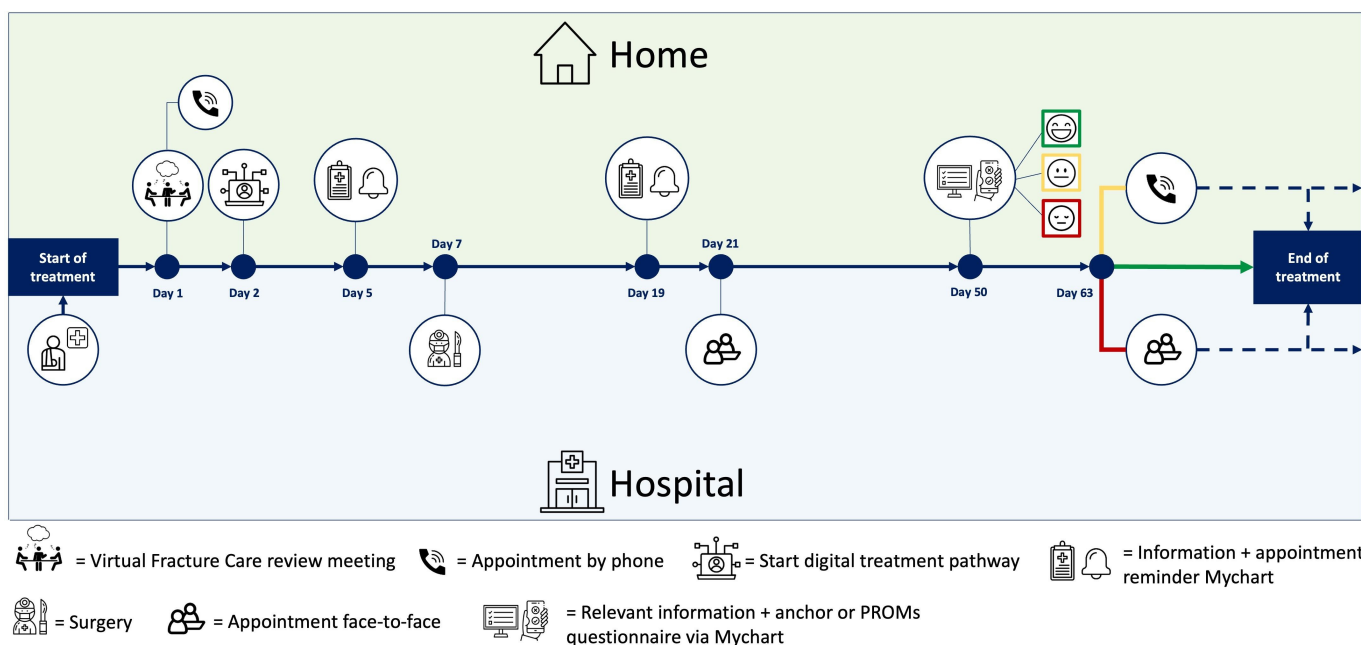 Home
Start of
treatment
Day 1
Day 2
Day 5
Day 7
Day 19
Day 21
Day 50
Day 63
End of
treatment
Hospital
= Virtual Fracture Care review meeting
= Appointment by phone
= Start digital treatment pathway
= Information + appointment
reminder Mychart
= Surgery
= Appointment face-to-face
= Relevant information + anchor or PROMs
questionnaire via Mychart